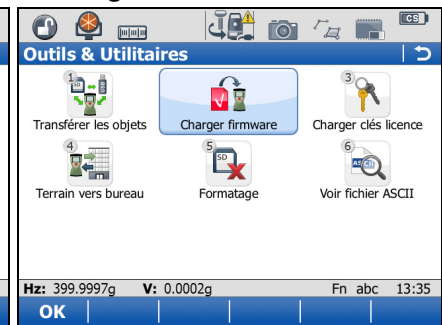 CS
Outils & Utilitaires
1
3
Transférer les objets
Charger firmware
Charger clés licence
4
5
6
SD
ASCII
Terrain vers bureau
Formatage
Voir fichier ASCII
Hz: 399.9997g V: 0.0002g Fn abc 13:35
OK